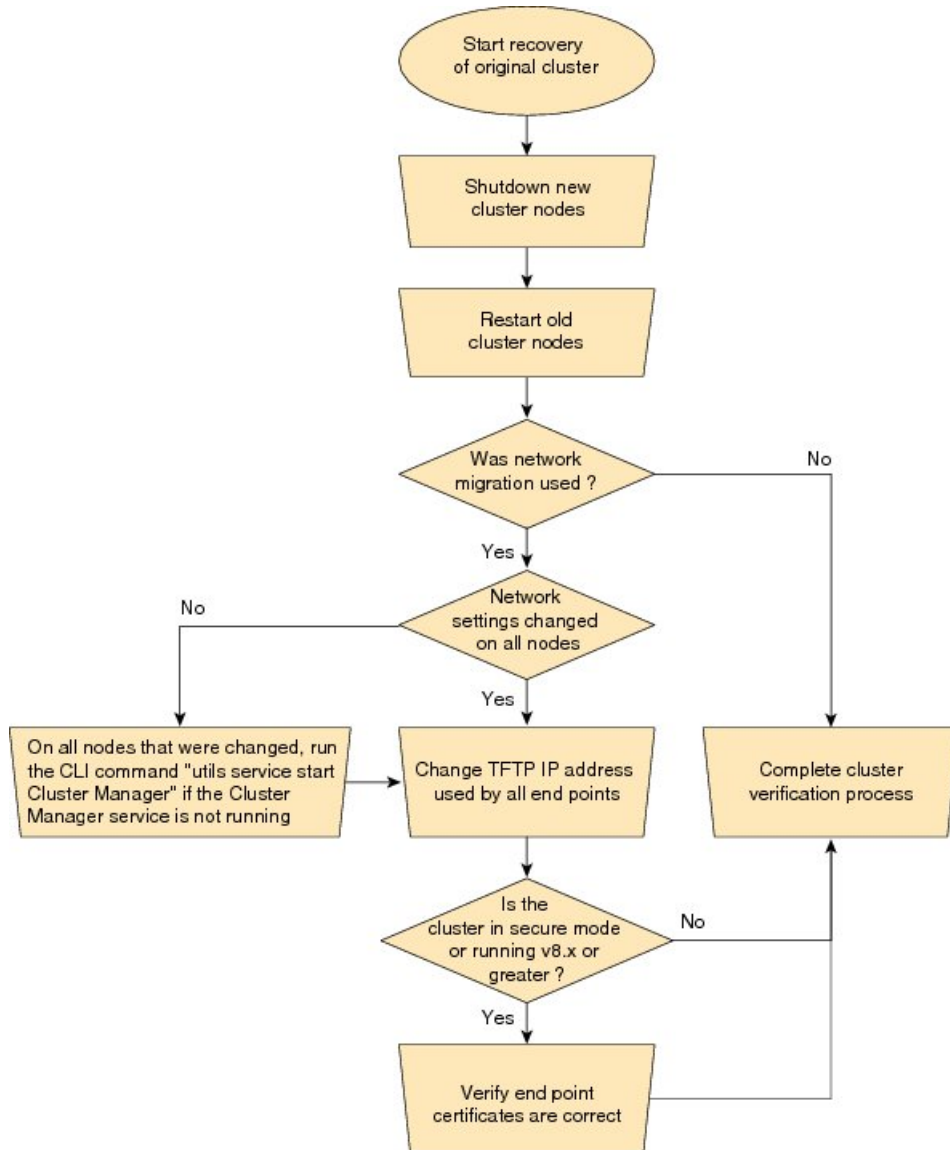 Start recovery
of original cluster
Shutdown new
cluster nodes
Restart old
cluster nodes
Was network
migration used ?
No
Yes
Network
settings changed
on all nodes
No
Yes
On all nodes that were changed, run
the CLI command "utils service start
Cluster Manager" if the Cluster
Manager service is not running
Change TFTP IP address
used by all end points
Complete cluster
verification process
Is the
cluster in secure mode
or running v8.x or
greater ?
No
Yes
Verify end point
certificates are correct